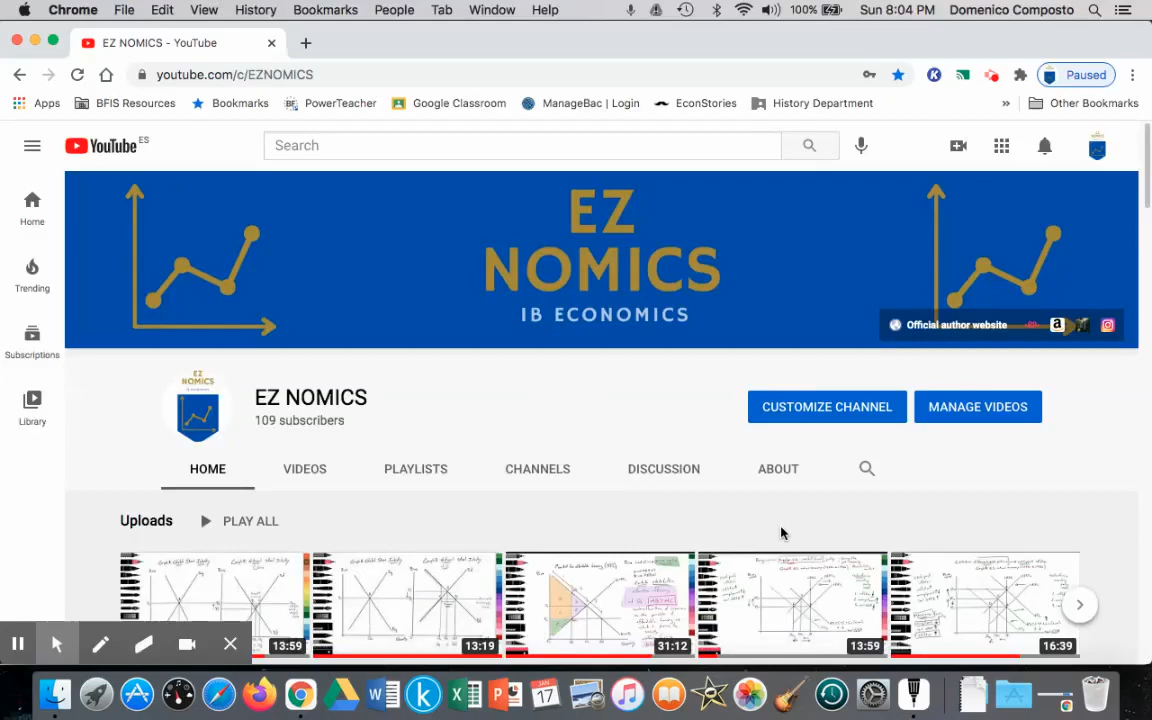 Chrome File Edit View History Bookmarks People Tab Window Help 100% Sun 8:04 PM Domenico Composto
EZ NOMICS - YouTube
youtube.com/c/EZNOMICS Paused
Apps BFIS Resources Bookmarks PowerTeacher Google Classroom ManageBac | Login EconStories History Department » Other Bookmarks
YouTube ES Search
Home
Trending
Subscriptions
Library
EZ
NOMICS
IB ECONOMICS
Official author website
EZ
NOMICS
EZ NOMICS
109 subscribers
CUSTOMIZE CHANNEL MANAGE VIDEOS
HOME VIDEOS PLAYLISTS CHANNELS DISCUSSION ABOUT
Uploads PLAY ALL
13:59 13:19 31:12 13:59 16:39
JAN
17